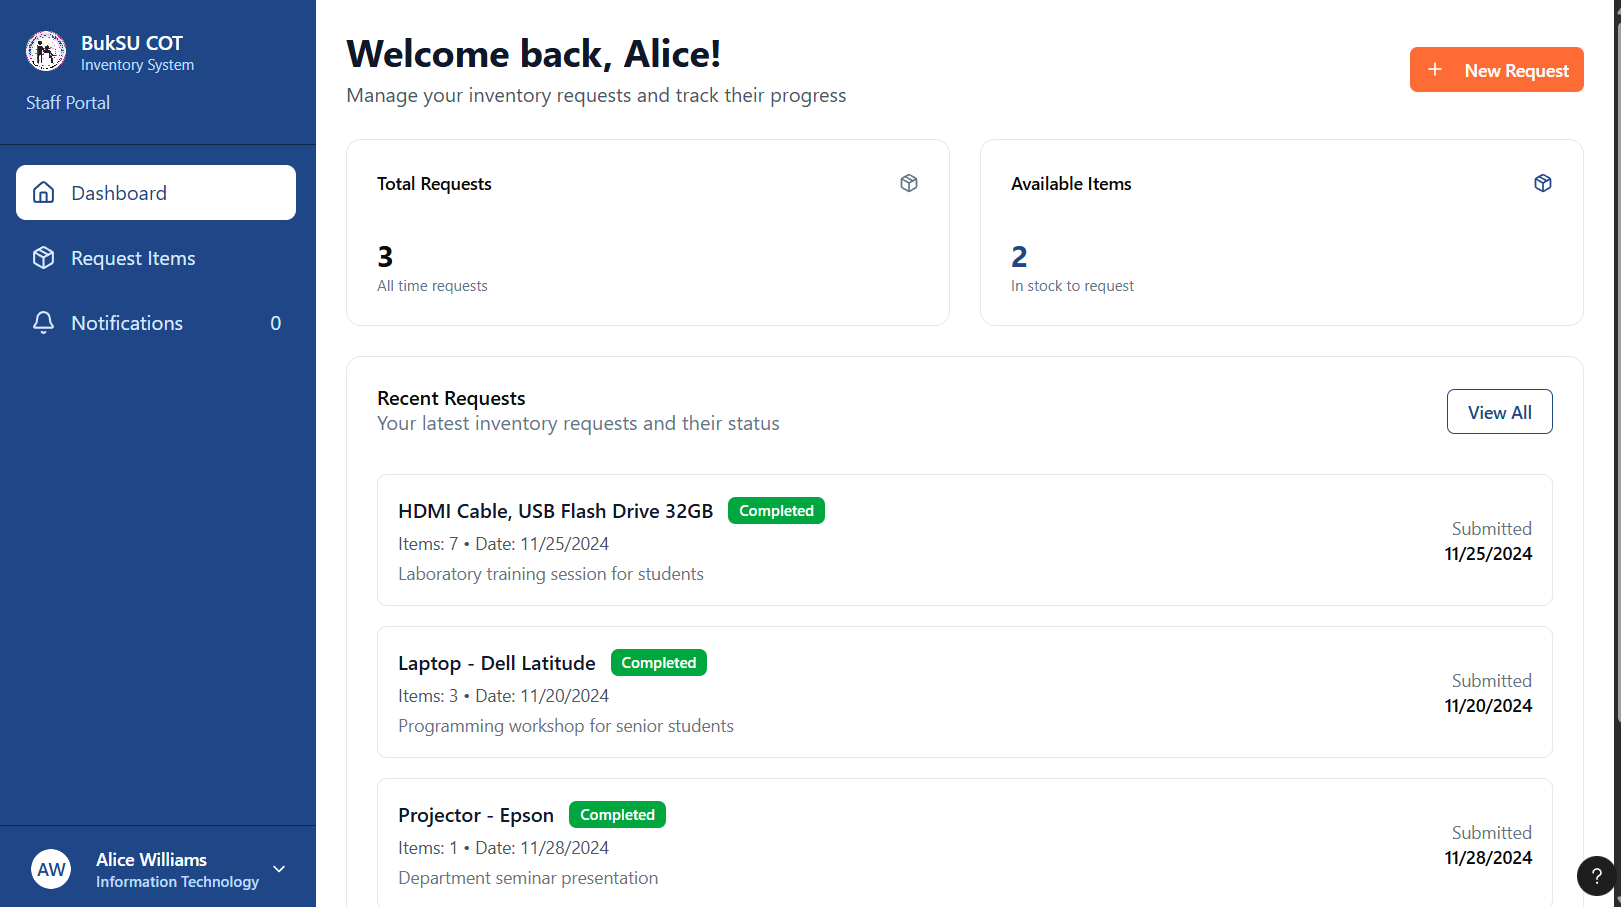 BukSU COT
Inventory System
Staff Portal
Dashboard
Request Items
Notifications 0
Alice Williams
AW
Information Technology
Welcome back, Alice!
Manage your inventory requests and track their progress
+ New Request
Total Requests
3
All time requests
Available Items
2
In stock to request
Recent Requests
Your latest inventory requests and their status
View All
HDMI Cable, USB Flash Drive 32GB Completed
Items: 7 • Date: 11/25/2024
Laboratory training session for students
Submitted
11/25/2024
Laptop - Dell Latitude Completed
Items: 3 • Date: 11/20/2024
Programming workshop for senior students
Submitted
11/20/2024
Projector - Epson Completed
Items: 1 • Date: 11/28/2024
Department seminar presentation
Submitted
11/28/2024
?